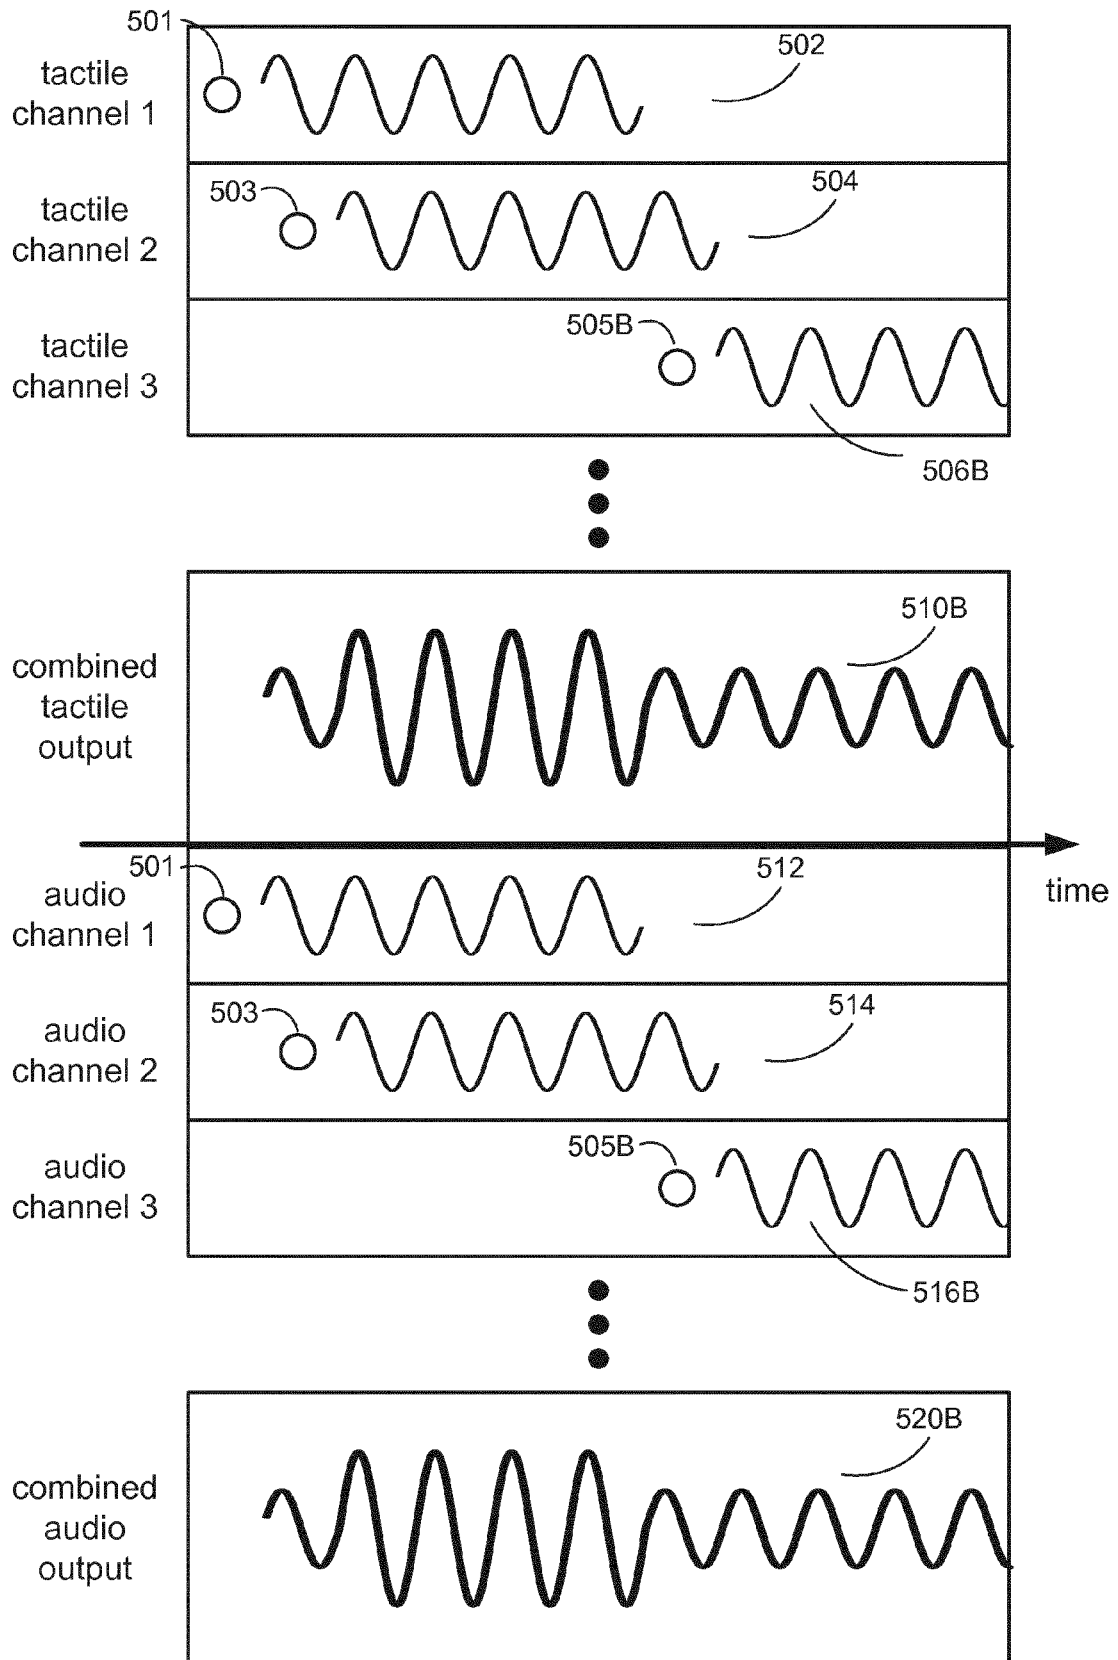 501
502
tactile
channel 1
503
504
tactile
channel 2
505B
tactile
channel 3
506B
510B
combined
tactile
output
501
512
time
audio
channel 1
503
514
audio
channel 2
505B
audio
channel 3
516B
520B
combined
audio
output